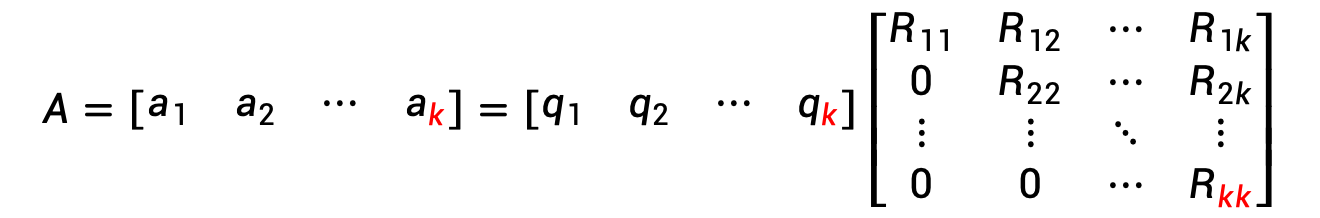 A = [a₁ a₂ ⋯ aₖ] = [q₁ q₂ ⋯ qₖ] [R₁₁ R₁₂ ⋯ R₁ₖ
0 R₂₂ ⋯ R₂ₖ
⋮ ⋮ ⋱ ⋮
0 0 ⋯ Rₖₖ]